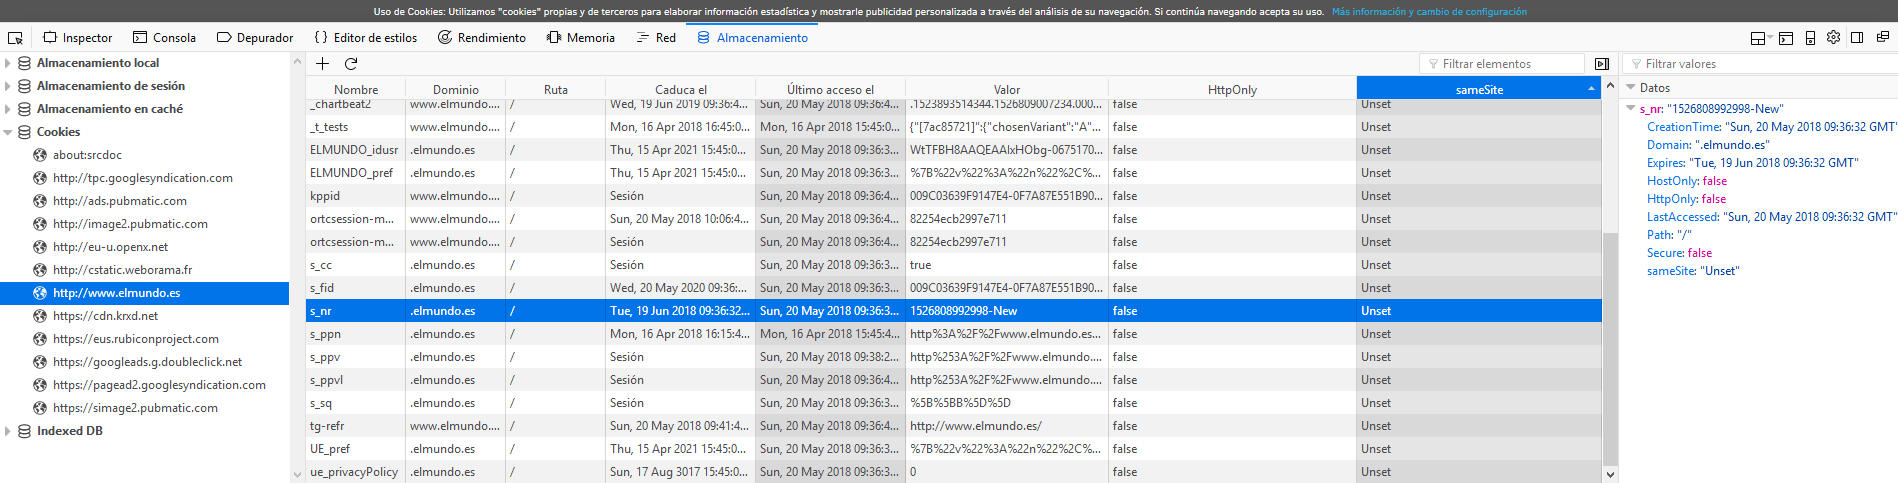 Uso de Cookies: Utilizamos "cookies" propias y de terceros para elaborar información estadística y mostrarle publicidad personalizada a través del análisis de su navegación. Si continúa navegando acepta su uso. Más información y cambio de configuración
Inspector Consola Depurador Editor de estilos Rendimiento Memoria Red Almacenamiento
Almacenamiento local
Almacenamiento de sesión
Almacenamiento en caché
Cookies
about:srcdoc
http://tpc.googlesyndication.com
http://ads.pubmatic.com
http://image2.pubmatic.com
http://eu-u.openx.net
http://cstatic.weborama.fr
http://www.elmundo.es
https://cdn.krxd.net
https://eus.rubiconproject.com
https://googleads.g.doubleclick.net
https://pagead2.googlesyndication.com
https://simage2.pubmatic.com
Indexed DB
Filtrar elementos
Nombre Dominio Ruta Caduca el Último acceso el Valor HttpOnly sameSite
_chartbeat2 www.elmundo.... / Wed, 19 Jun 2019 09:36:4... Sun, 20 May 2018 09:36:4... .1523893514344.1526809007234.000... false Unset
_t_tests www.elmundo.... / Mon, 16 Apr 2018 16:45:0... Mon, 16 Apr 2018 15:45:0... {"[7ac85721]":{"chosenVariant":"A"... false Unset
ELMUNDO_idusr .elmundo.es / Thu, 15 Apr 2021 15:45:0... Sun, 20 May 2018 09:36:3... WtTFBH8AAQEAAIxHObg-0675170... false Unset
ELMUNDO_pref .elmundo.es / Thu, 15 Apr 2021 15:45:0... Sun, 20 May 2018 09:36:3... %7B%22v%22%3A%22n%22%2C%... false Unset
kppid www.elmundo.... / Sesión Sun, 20 May 2018 09:36:4... 009C03639F9147E4-0F7A87E551B90... false Unset
ortcsession-m... www.elmundo.... / Sun, 20 May 2018 10:06:4... Sun, 20 May 2018 09:36:4... 82254ecb2997e711 false Unset
ortcsession-m... www.elmundo.... / Sesión Sun, 20 May 2018 09:36:4... 82254ecb2997e711 false Unset
s_cc .elmundo.es / Sesión Sun, 20 May 2018 09:36:4... true false Unset
s_fid .elmundo.es / Wed, 20 May 2020 09:36:... Sun, 20 May 2018 09:36:4... 009C03639F9147E4-0F7A87E551B90... false Unset
s_nr .elmundo.es / Tue, 19 Jun 2018 09:36:32... Sun, 20 May 2018 09:36:3... 1526808992998-New false Unset
s_ppn .elmundo.es / Mon, 16 Apr 2018 16:15:4... Mon, 16 Apr 2018 15:45:4... http%3A%2F%2Fwww.elmundo.es... false Unset
s_ppv .elmundo.es / Sesión Sun, 20 May 2018 09:38:2... http%253A%2F%2Fwww.elmundo.... false Unset
s_ppvl .elmundo.es / Sesión Sun, 20 May 2018 09:36:4... http%253A%2F%2Fwww.elmundo.... false Unset
s_sq .elmundo.es / Sesión Sun, 20 May 2018 09:36:4... %5B%5BB%5D%5D false Unset
tg-refr www.elmundo.... / Sun, 20 May 2018 09:41:4... Sun, 20 May 2018 09:36:4... http://www.elmundo.es/ false Unset
UE_pref .elmundo.es / Thu, 15 Apr 2021 15:45:0... Sun, 20 May 2018 09:36:3... %7B%22v%22%3A%22n%22%2C%... false Unset
ue_privacyPolicy .elmundo.es / Sun, 17 Aug 3017 15:45:0... Sun, 20 May 2018 09:36:3... 0 false Unset
Filtrar valores
Datos
s_nr: "1526808992998-New"
CreationTime: "Sun, 20 May 2018 09:36:32 GMT"
Domain: ".elmundo.es"
Expires: "Tue, 19 Jun 2018 09:36:32 GMT"
HostOnly: false
HttpOnly: false
LastAccessed: "Sun, 20 May 2018 09:36:32 GMT"
Path: "/"
Secure: false
sameSite: "Unset"